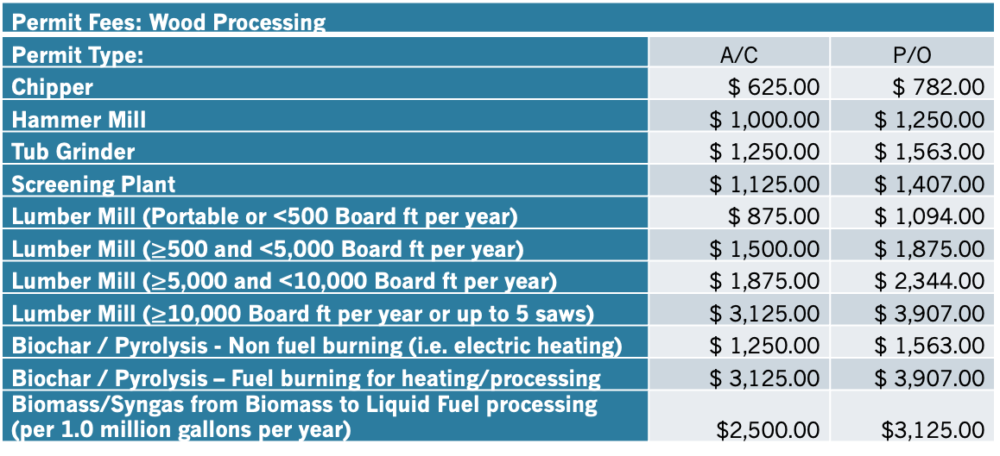 Permit Fees: Wood Processing
Permit Type: A/C P/O
Chipper $ 625.00 $ 782.00
Hammer Mill $ 1,000.00 $ 1,250.00
Tub Grinder $ 1,250.00 $ 1,563.00
Screening Plant $ 1,125.00 $ 1,407.00
Lumber Mill (Portable or <500 Board ft per year) $ 875.00 $ 1,094.00
Lumber Mill (≥500 and <5,000 Board ft per year) $ 1,500.00 $ 1,875.00
Lumber Mill (≥5,000 and <10,000 Board ft per year) $ 1,875.00 $ 2,344.00
Lumber Mill (≥10,000 Board ft per year or up to 5 saws) $ 3,125.00 $ 3,907.00
Biochar / Pyrolysis - Non fuel burning (i.e. electric heating) $ 1,250.00 $ 1,563.00
Biochar / Pyrolysis – Fuel burning for heating/processing $ 3,125.00 $ 3,907.00
Biomass/Syngas from Biomass to Liquid Fuel processing
(per 1.0 million gallons per year) $2,500.00 $3,125.00